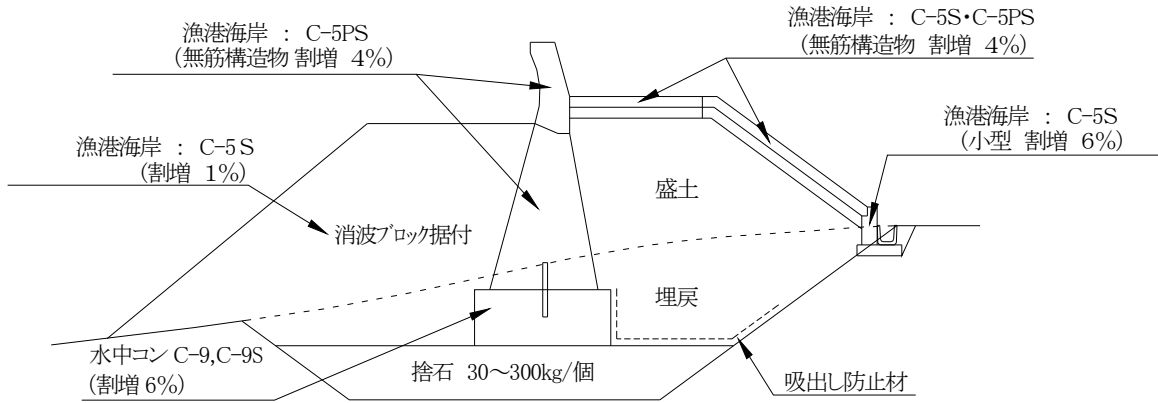 漁港海岸 : C-5PS
(無筋構造物 割増 4%)
漁港海岸 : C-5S・C-5PS
(無筋構造物 割増 4%)
漁港海岸 : C-5S
(小型 割増 6%)
漁港海岸 : C-5S
(割増 1%)
盛土
消波ブロック据付
埋戻
水中コン C-9,C-9S
(割増 6%)
捨石 30～300kg/個
吸出し防止材